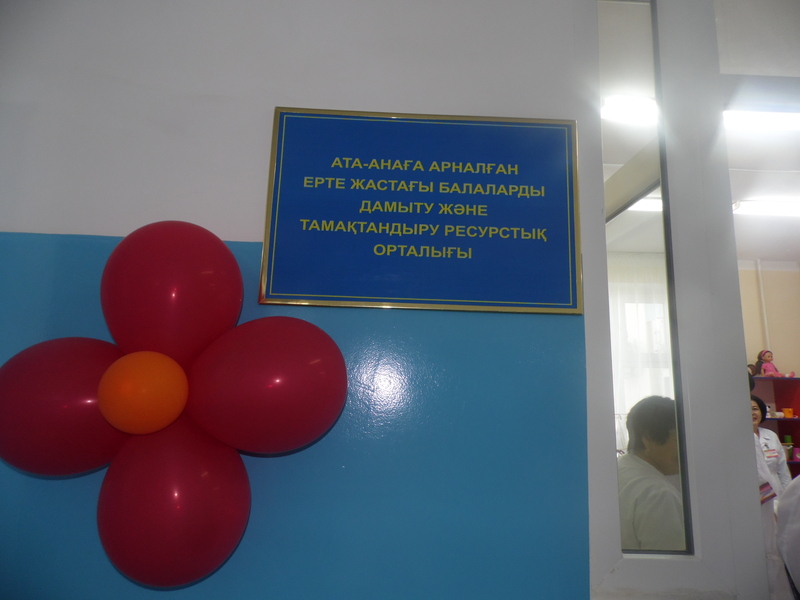 АТА-АНАҒА АРНАЛҒАН
ЕРТЕ ЖАСТАҒЫ БАЛАЛАРДЫ
ДАМЫТУ ЖӘНЕ
ТАМАҚТАНДЫРУ РЕСУРСТЫҚ
ОРТАЛЫҒЫ